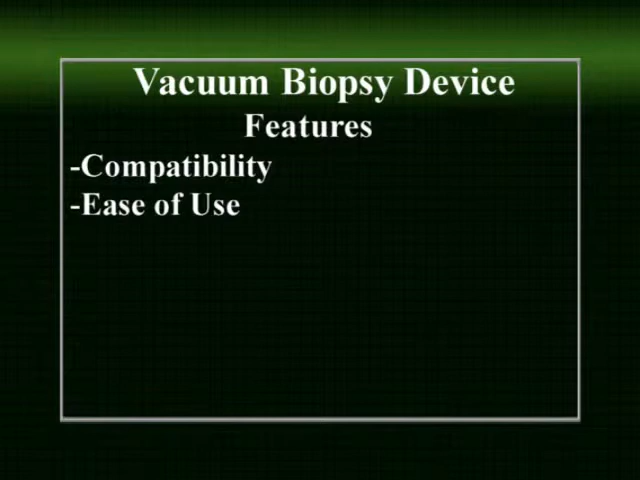 Vacuum Biopsy Device
Features
-Compatibility
-Ease of Use